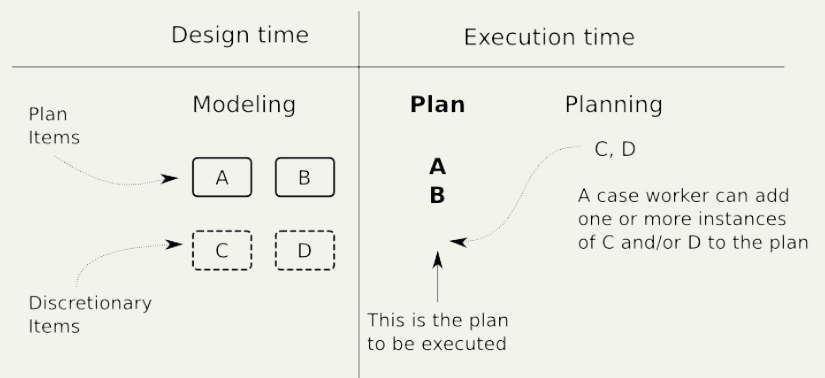 Design time
Execution time
Modeling
Plan
Items
A
B
C
D
Discretionary
Items
Plan
Planning
A
B
C, D
A case worker can add
one or more instances
of C and/or D to the plan
This is the plan
to be executed